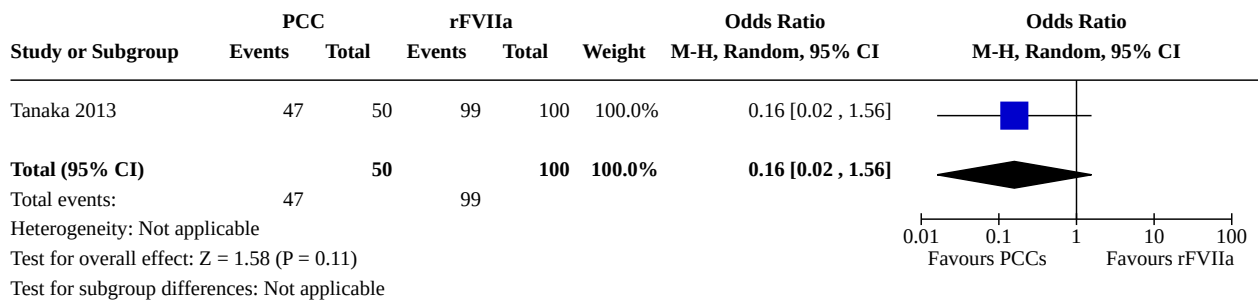 PCC rFVIIa Odds Ratio Odds Ratio
Study or Subgroup Events Total Events Total Weight M-H, Random, 95% CI M-H, Random, 95% CI
Tanaka 2013 47 50 99 100 100.0% 0.16 [0.02 , 1.56]
Total (95% CI) 50 100 100.0% 0.16 [0.02 , 1.56]
Total events: 47 99
Heterogeneity: Not applicable
0.01 0.1 1 10 100
Test for overall effect: Z = 1.58 (P = 0.11)
Favours PCCs Favours rFVIIa
Test for subgroup differences: Not applicable